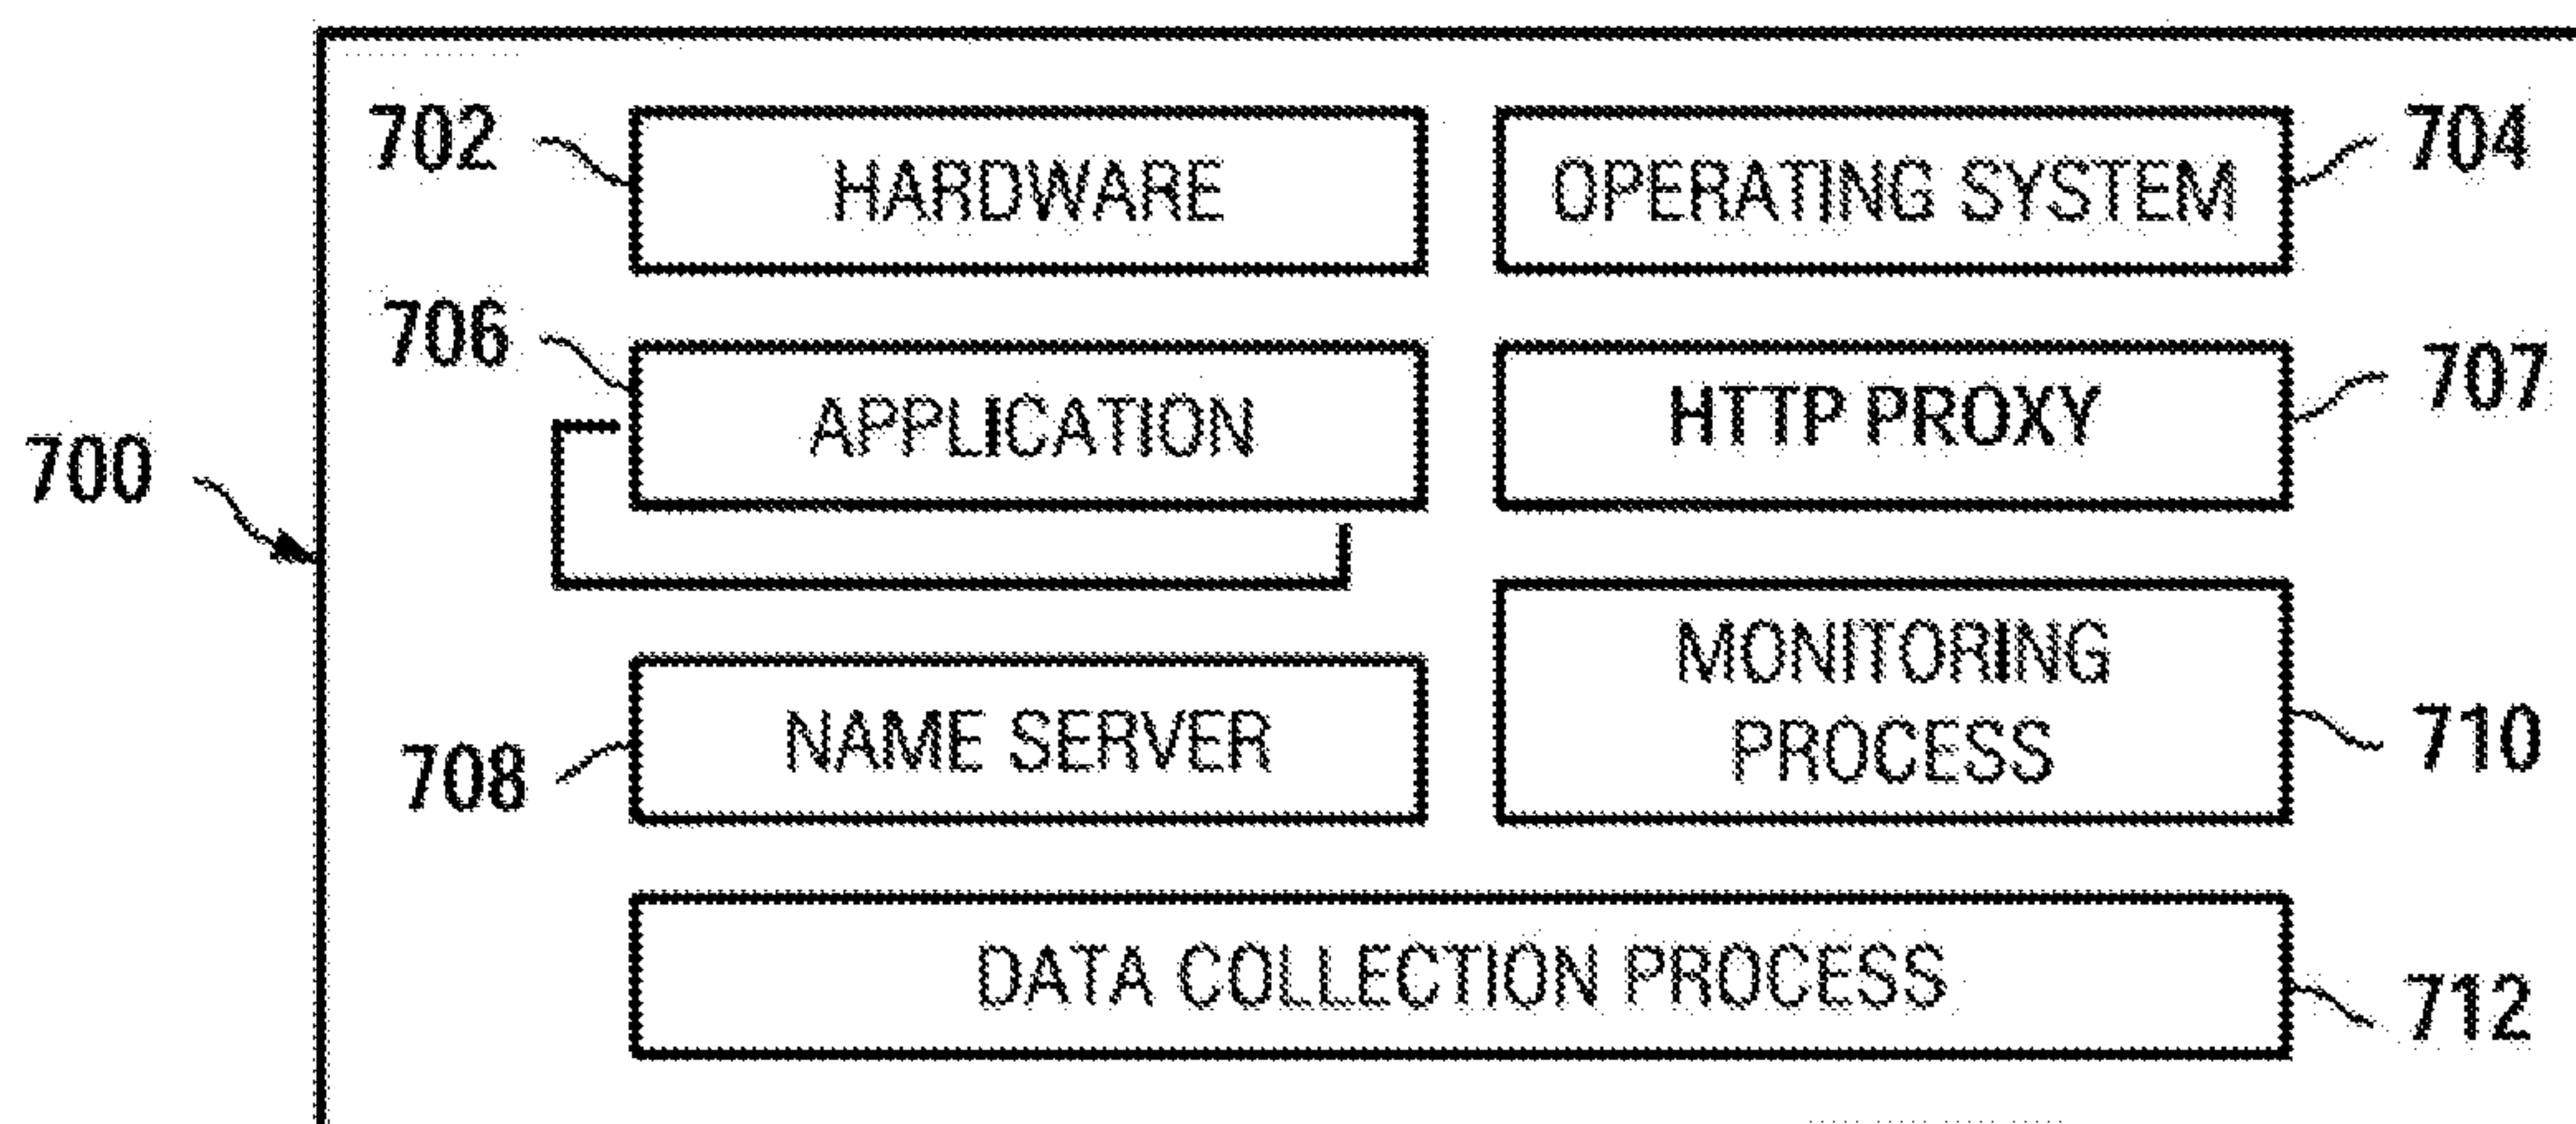 702
HARDWARE
OPERATING SYSTEM
704
706
APPLICATION
HTTP PROXY
707
700
MONITORING
PROCESS
710
708
NAME SERVER
DATA COLLECTION PROCESS
712